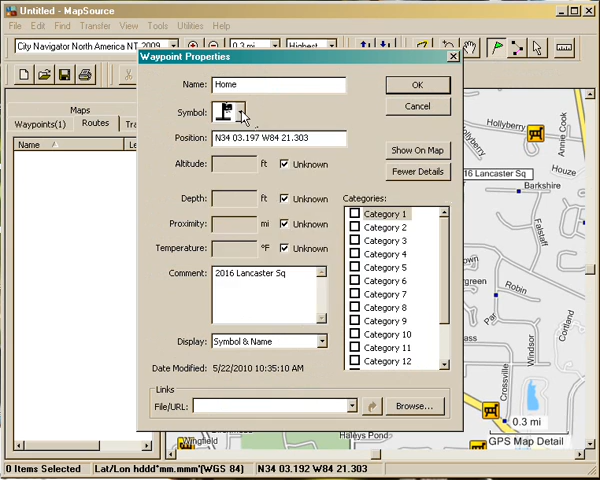 Untitled - MapSource
File Edit Find Transfer View Tools Utilities Help
City Navigator North America NT 2009
0.3 mi
Highest
Maps
Waypoints(1) Routes
Name
Waypoint Properties
Name: Home
OK
Symbol:
Cancel
Position: N34 03.197 W84 21.303
Altitude: ft Unknown
Show On Map
Fewer Details
Depth: ft Unknown
Proximity: mi Unknown
Temperature: °F Unknown
Categories:
Category 1
Category 2
Category 3
Category 4
Category 5
Category 6
Category 7
Category 8
Category 9
Category 10
Category 11
Category 12
Comment: 2016 Lancaster Sq
Display: Symbol & Name
Date Modified: 5/22/2010 10:35:10 AM
Links
File/URL:
Browse...
Hollyberry
Hollyberry
Annie Cook
Houze
16 Lancaster Sq
Barkshire
Falstaff
Robin
Par
Cortland
Crossville
0.3 mi
GPS Map Detail
Wingfield
Haleys Pond
0 Items Selected Lat/Lon hddd°mm.mmm'(WGS 84) N34 03.192 W84 21.303